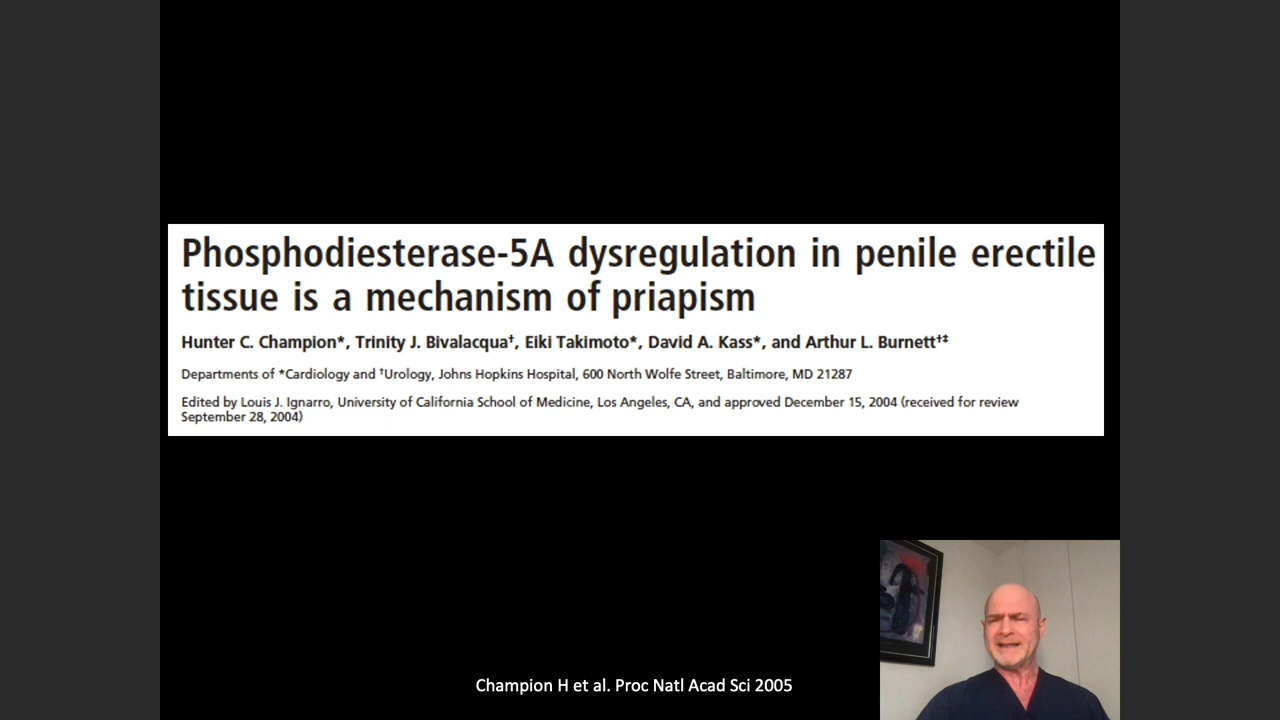 Phosphodiesterase-5A dysregulation in penile erectile
tissue is a mechanism of priapism
Hunter C. Champion*, Trinity J. Bivalacqua†, Eiki Takimoto*, David A. Kass*, and Arthur L. Burnett†‡
Departments of *Cardiology and †Urology, Johns Hopkins Hospital, 600 North Wolfe Street, Baltimore, MD 21287
Edited by Louis J. Ignarro, University of California School of Medicine, Los Angeles, CA, and approved December 15, 2004 (received for review
September 28, 2004)
Champion H et al. Proc Natl Acad Sci 2005